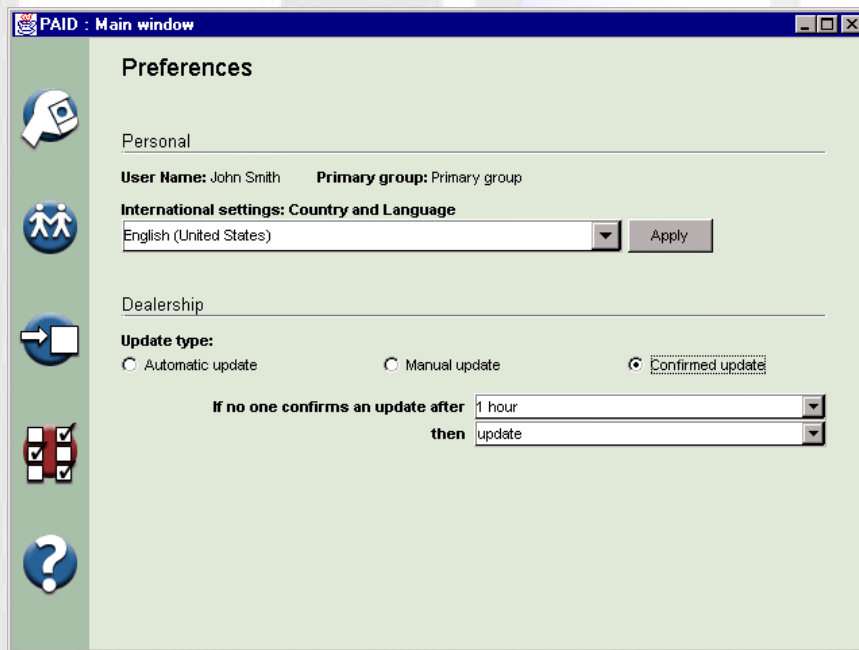 PAID : Main window
Preferences
Personal
User Name: John Smith Primary group: Primary group
International settings: Country and Language
English (United States) Apply
Dealership
Update type:
Automatic update Manual update Confirmed update
If no one confirms an update after 1 hour
then update